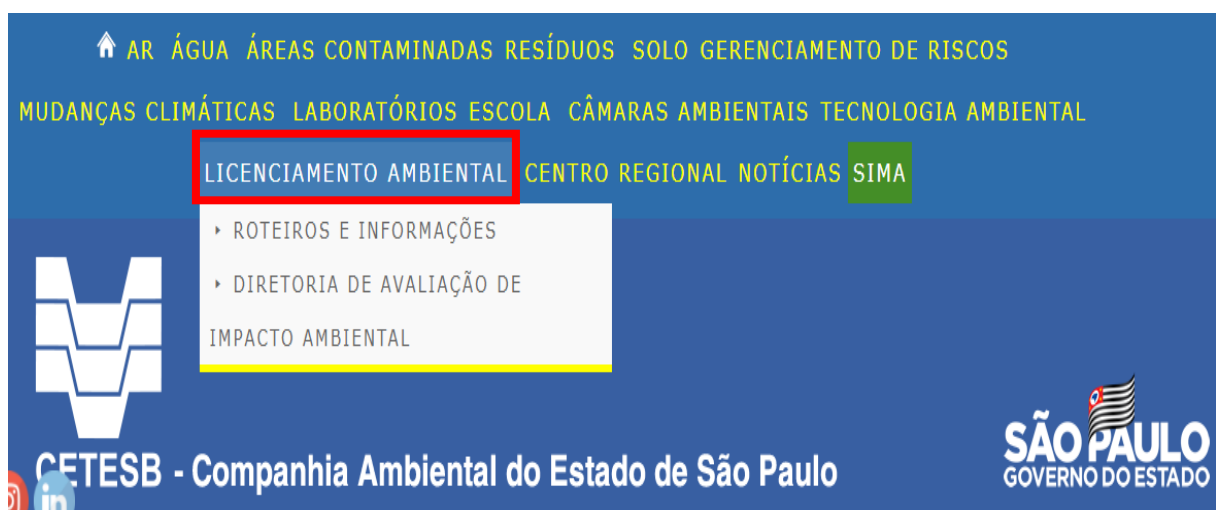 AR ÁGUA ÁREAS CONTAMINADAS RESÍDUOS SOLO GERENCIAMENTO DE RISCOS
MUDANÇAS CLIMÁTICAS LABORATÓRIOS ESCOLA CÂMARAS AMBIENTAIS TECNOLOGIA AMBIENTAL
LICENCIAMENTO AMBIENTAL CENTRO REGIONAL NOTÍCIAS SIMA
ROTEIROS E INFORMAÇÕES
DIRETORIA DE AVALIAÇÃO DE
IMPACTO AMBIENTAL
CETESB - Companhia Ambiental do Estado de São Paulo
SÃO PAULO
GOVERNO DO ESTADO
in